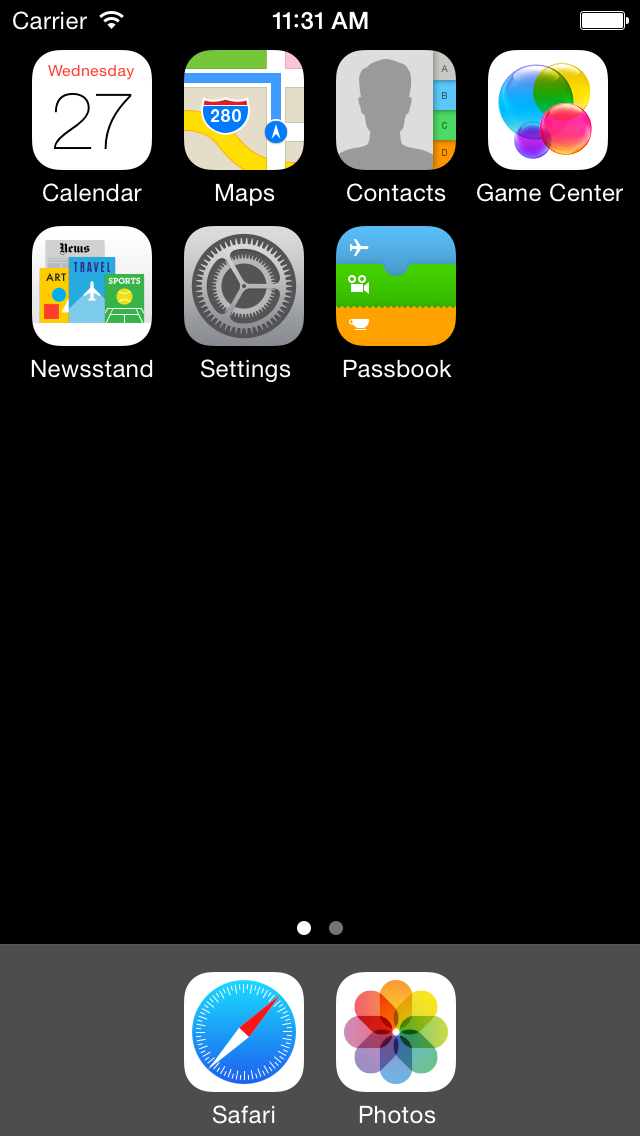 Carrier 11:31 AM
Wednesday
27
280
A
B
C
D
Calendar Maps Contacts Game Center
News
ART
TRAVEL
SPORTS
Newsstand Settings Passbook
Safari Photos